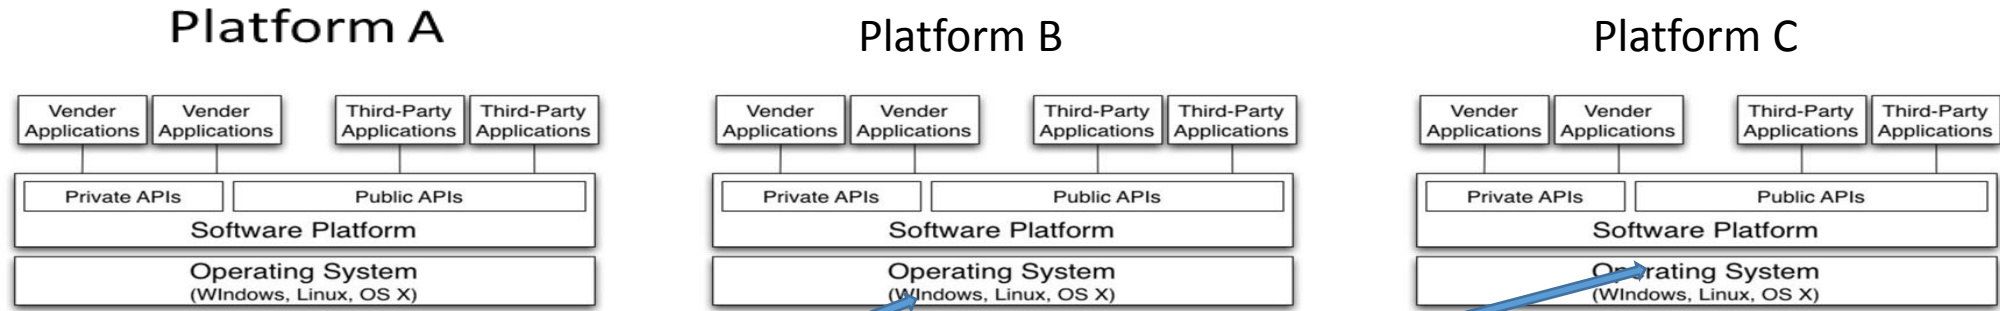 Platform A
Vender Applications
Vender Applications
Third-Party Applications
Third-Party Applications
Private APIs
Public APIs
Software Platform
Operating System
(WIndows, Linux, OS X)
Platform B
Vender Applications
Vender Applications
Third-Party Applications
Third-Party Applications
Private APIs
Public APIs
Software Platform
Operating System
(WIndows, Linux, OS X)
Platform C
Vender Applications
Vender Applications
Third-Party Applications
Third-Party Applications
Private APIs
Public APIs
Software Platform
Operating System
(WIndows, Linux, OS X)